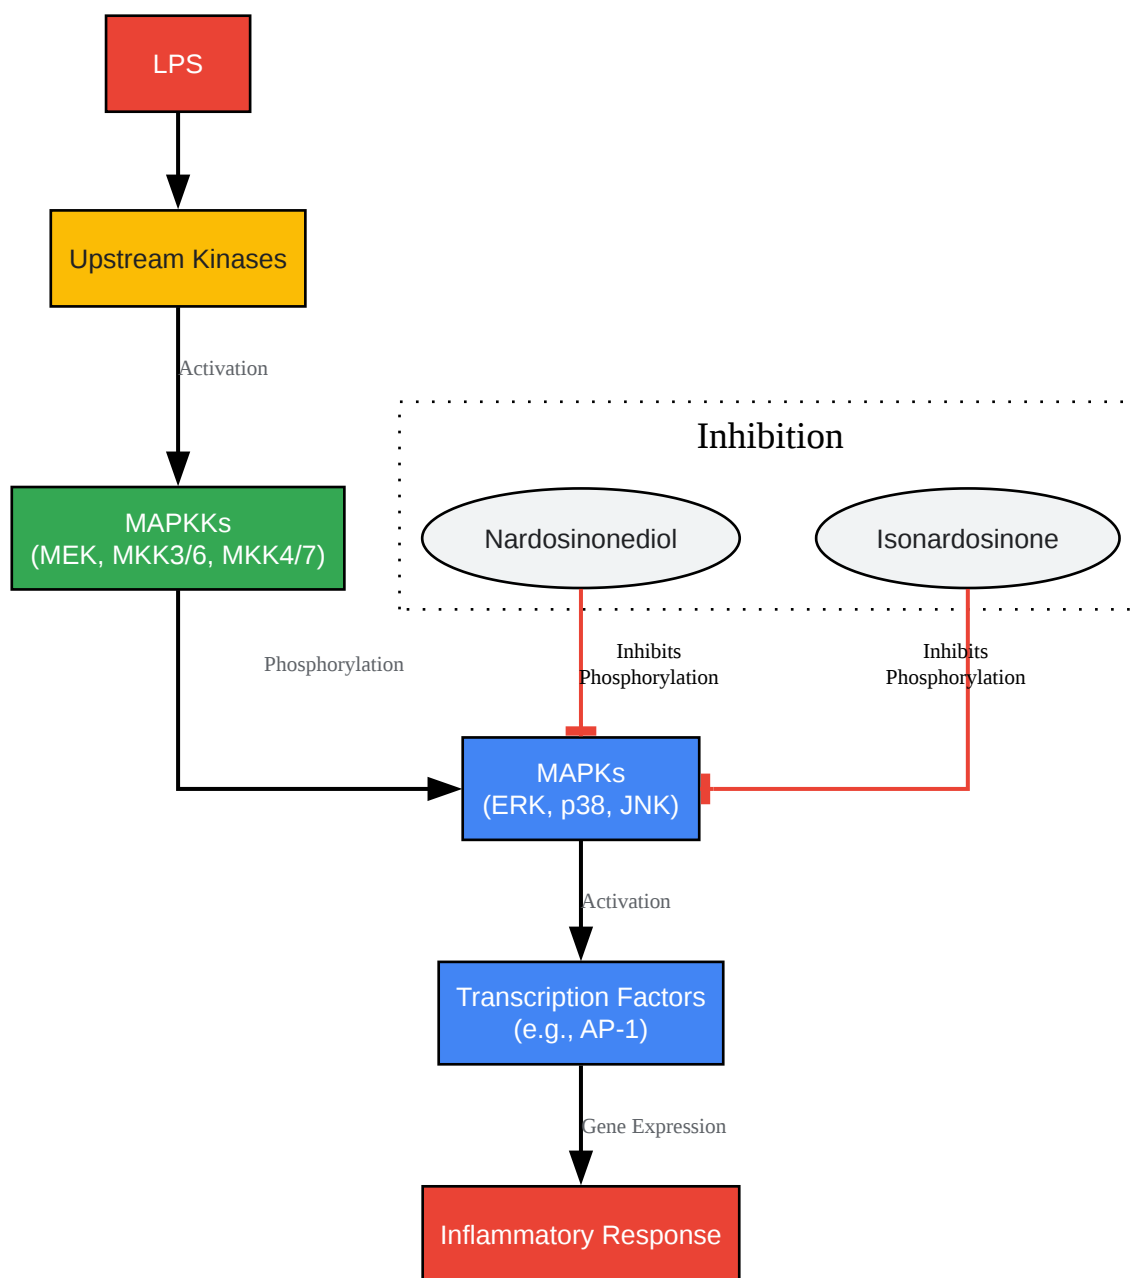 LPS
Upstream Kinases
Activation
Inhibition
MAPKKs
(MEK, MKK3/6, MKK4/7)
Nardosinonediol
Isonardosinone
Phosphorylation
Inhibits
Phosphorylation
Inhibits
Phosphorylation
MAPKs
(ERK, p38, JNK)
Activation
Transcription Factors
(e.g., AP-1)
Gene Expression
Inflammatory Response